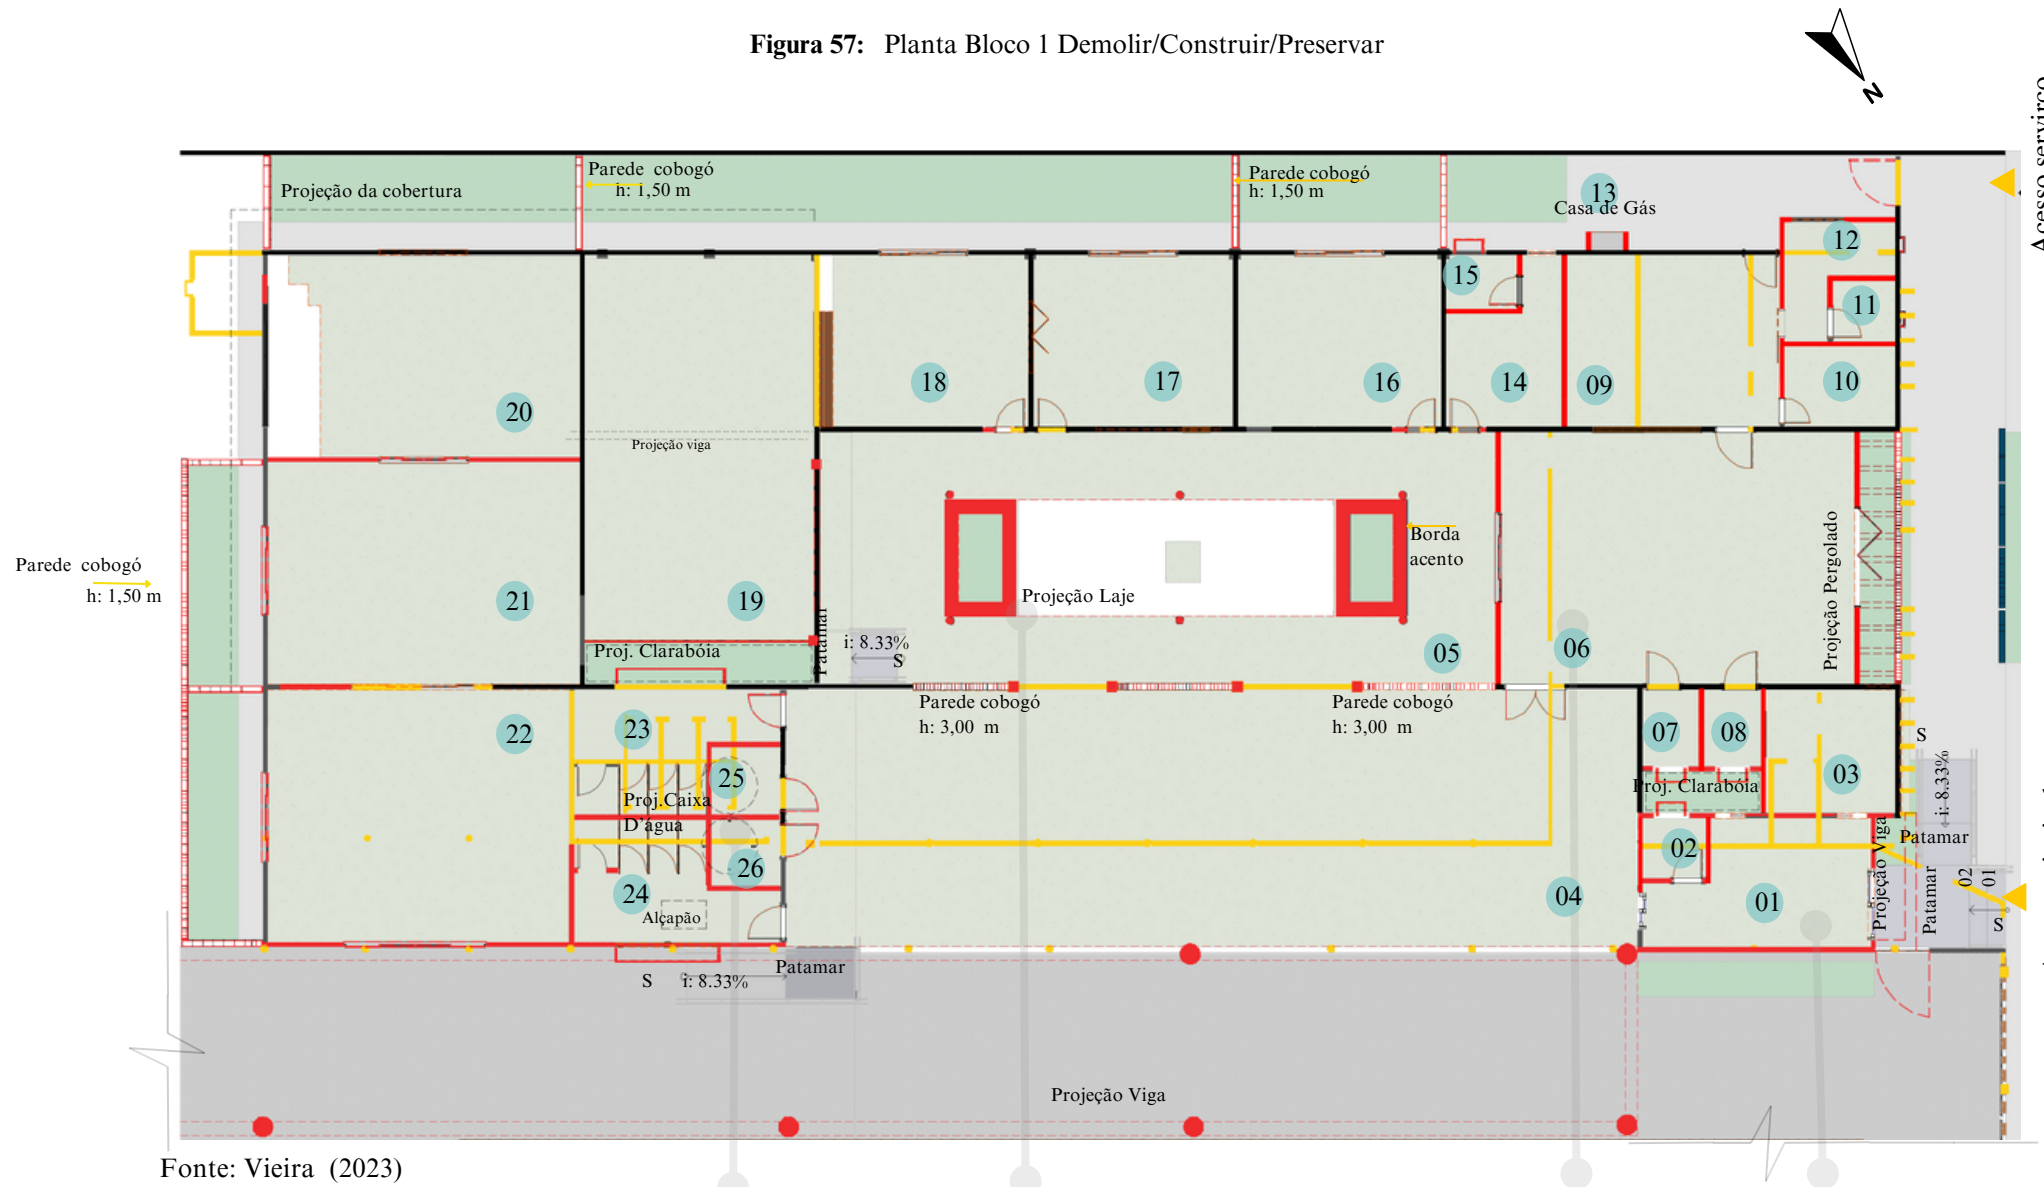 Figura 57: Planta Bloco 1 Demolir/Construir/Preservar
N
Acesso servirço
Parede cobogó
h: 1,50 m
Parede cobogó
h: 1,50 m
Projeção da cobertura
13
Casa de Gás
12
15
11
18
17
16
14
09
10
20
Projeção viga
Parede cobogó
h: 1,50 m
21
19
Borda
acento
Projeção Laje
Projeção Pergolado
Patamar
i: 8.33%
S
Proj. Clarabóia
05
06
Parede cobogó
h: 3,00 m
Parede cobogó
h: 3,00 m
22
23
07
08
S
i: 8.33%
25
03
Proj. Clarabóia
Proj.Caixa
D'água
Patamar
02
26
Projeção Viga
Patamar
02
01
24
04
01
Alçapão
S
Patamar
S
i: 8.33%
Projeção Viga
Fonte: Vieira (2023)